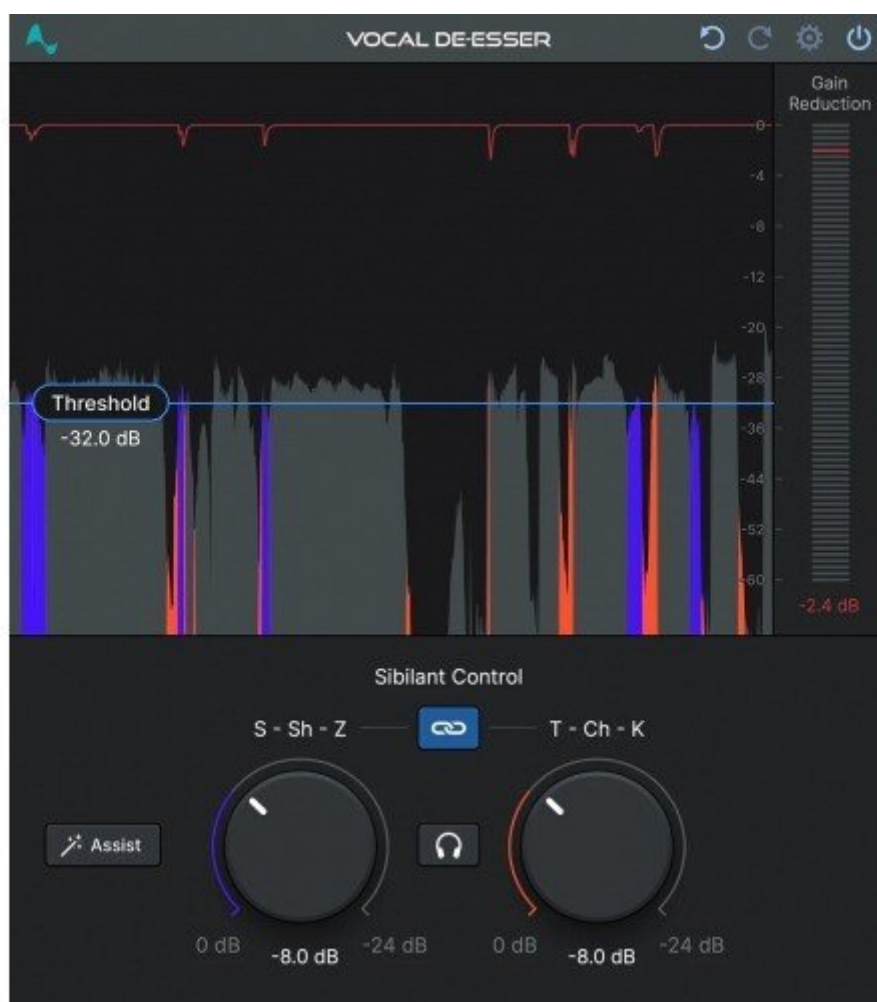 VOCAL DE-ESSER
Gain
Reduction
0
-4
-8
-12
-20
-28
Threshold
-32.0 dB
-36
-44
-52
-60
-2.4 dB
Sibilant Control
S - Sh - Z
T - Ch - K
Assist
0 dB
-8.0 dB
-24 dB
0 dB
-8.0 dB
-24 dB